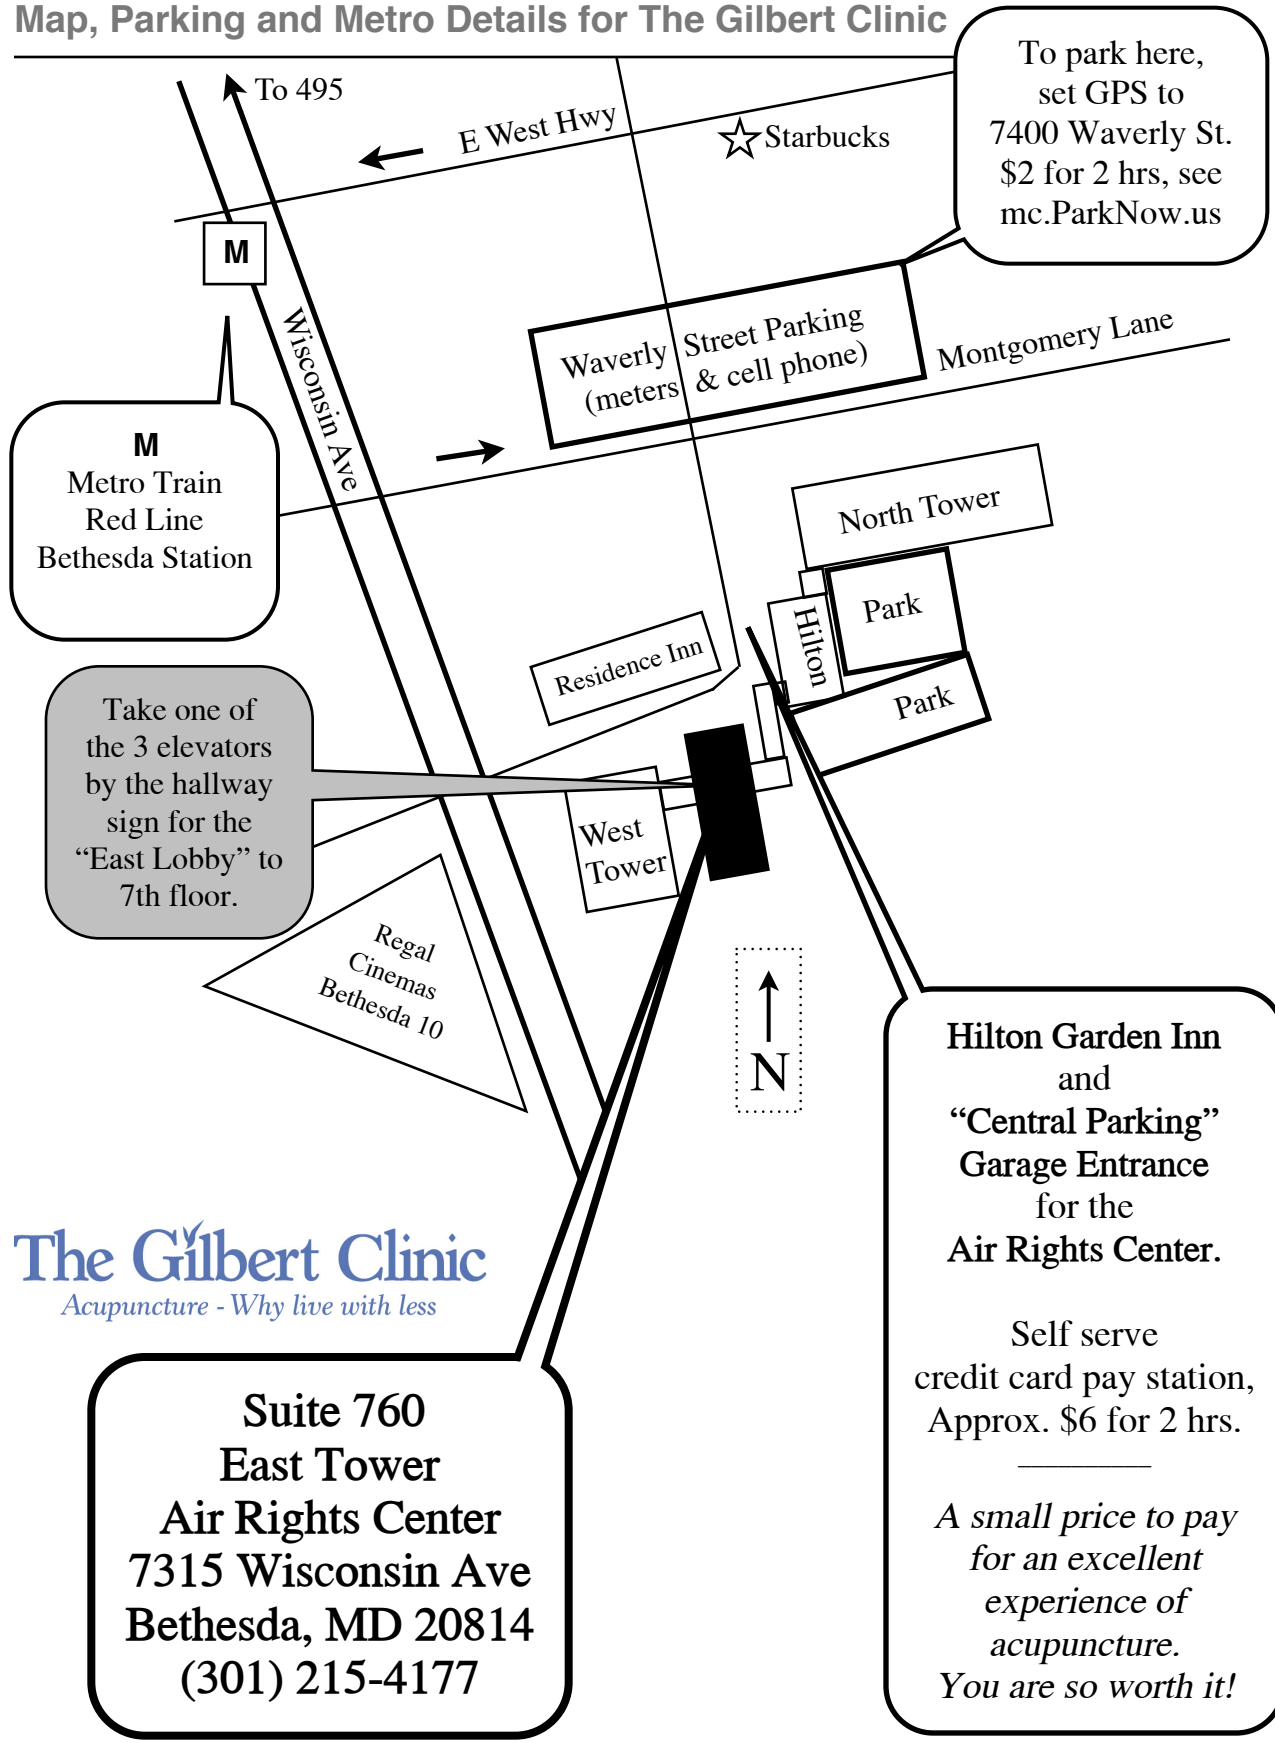 Map, Parking and Metro Details for The Gilbert Clinic
To park here,
set GPS to
7400 Waverly St.
$2 for 2 hrs, see
mc.ParkNow.us
To 495
E West Hwy
Starbucks
M
Wisconsin Ave
Waverly Street Parking
(meters & cell phone)
Montgomery Lane
M
Metro Train
Red Line
Bethesda Station
North Tower
Park
Hilton
Residence Inn
Park
Take one of
the 3 elevators
by the hallway
sign for the
“East Lobby” to
7th floor.
West
Tower
Regal
Cinemas
Bethesda 10
N
Hilton Garden Inn
and
“Central Parking”
Garage Entrance
for the
Air Rights Center.
Self serve
credit card pay station,
Approx. $6 for 2 hrs.
A small price to pay
for an excellent
experience of
acupuncture.
You are so worth it!
The Gilbert Clinic
Acupuncture - Why live with less
Suite 760
East Tower
Air Rights Center
7315 Wisconsin Ave
Bethesda, MD 20814
(301) 215-4177